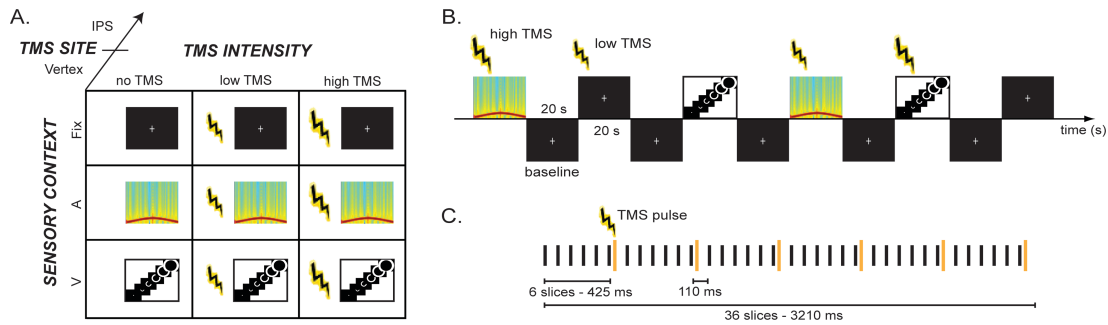 A.
IPS
TMS SITE
TMS INTENSITY
Vertex
no TMS
low TMS
high TMS
SENSORY CONTEXT
Fix
A
V
B.
high TMS
low TMS
20 s
20 s
time (s)
baseline
C.
TMS pulse
6 slices - 425 ms
110 ms
36 slices - 3210 ms